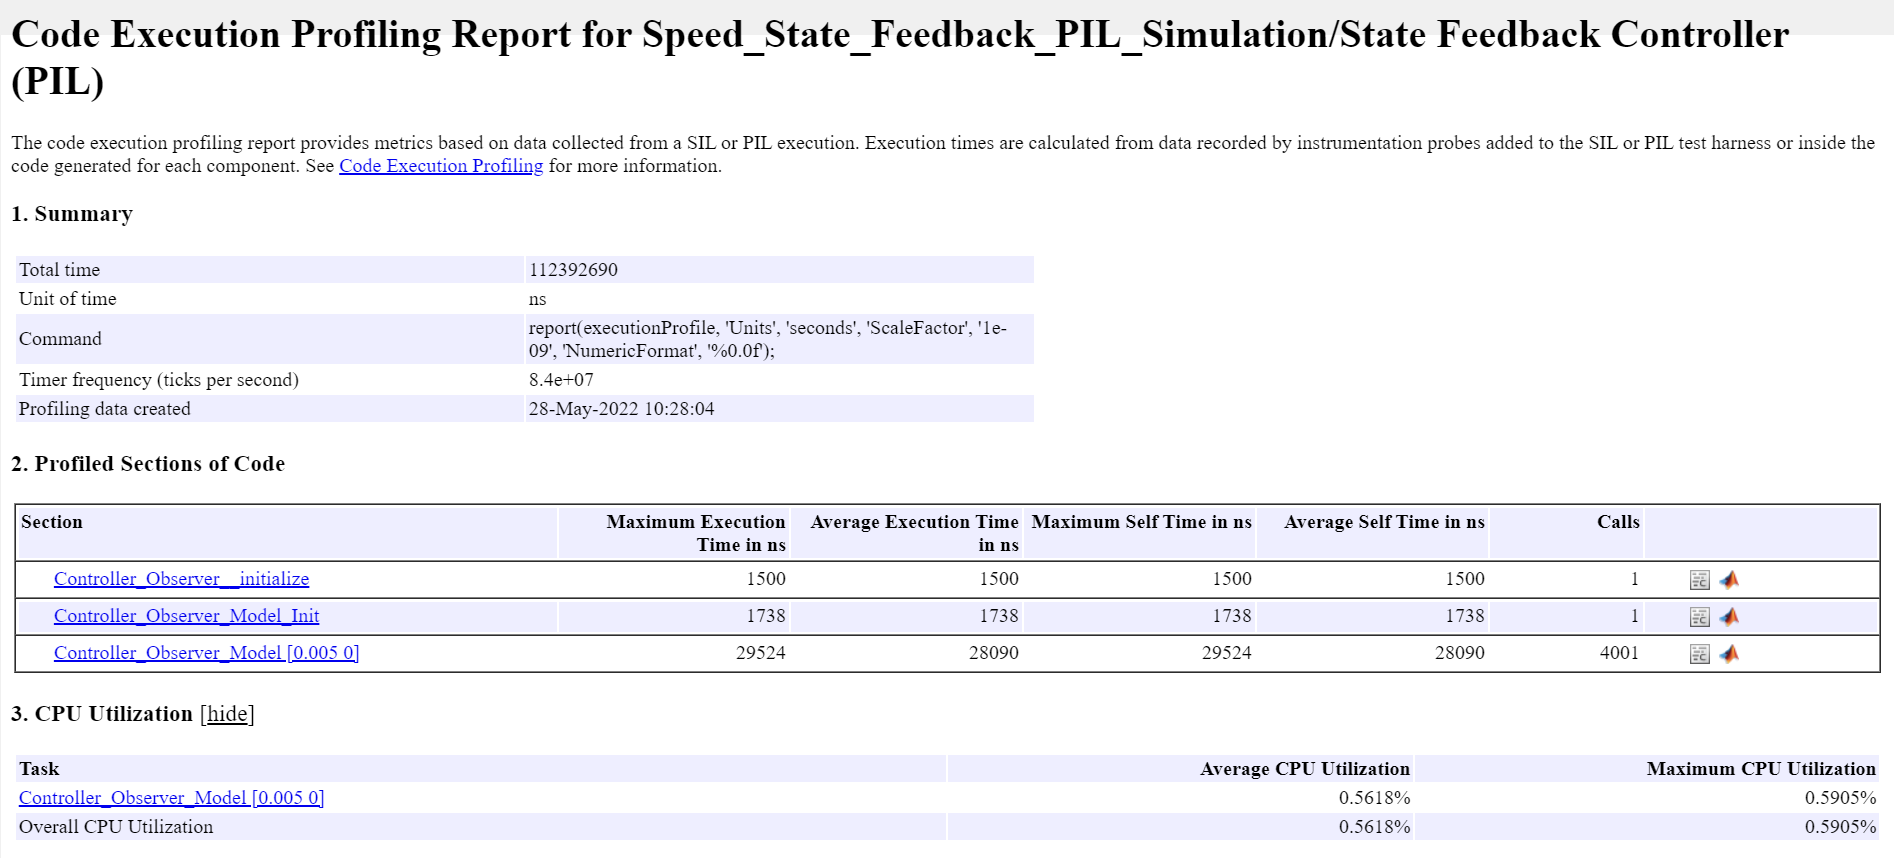 Code Execution Profiling Report for Speed_State_Feedback_PIL_Simulation/State Feedback Controller
(PIL)
The code execution profiling report provides metrics based on data collected from a SIL or PIL execution. Execution times are calculated from data recorded by instrumentation probes added to the SIL or PIL test harness or inside the
code generated for each component. See Code Execution Profiling for more information.
1. Summary
Total time 112392690
Unit of time ns
Command report(executionProfile, 'Units', 'seconds', 'ScaleFactor', '1e-
09', 'NumericFormat', '%0.0f');
Timer frequency (ticks per second) 8.4e+07
Profiling data created 28-May-2022 10:28:04
2. Profiled Sections of Code
Section Maximum Execution Average Execution Time Maximum Self Time in ns Average Self Time in ns Calls
Time in ns in ns
Controller_Observer__initialize 1500 1500 1500 1500 1
Controller_Observer_Model_Init 1738 1738 1738 1738 1
Controller_Observer_Model [0.005 0] 29524 28090 29524 28090 4001
3. CPU Utilization [hide]
Task Average CPU Utilization Maximum CPU Utilization
Controller_Observer_Model [0.005 0] 0.5618% 0.5905%
Overall CPU Utilization 0.5618% 0.5905%